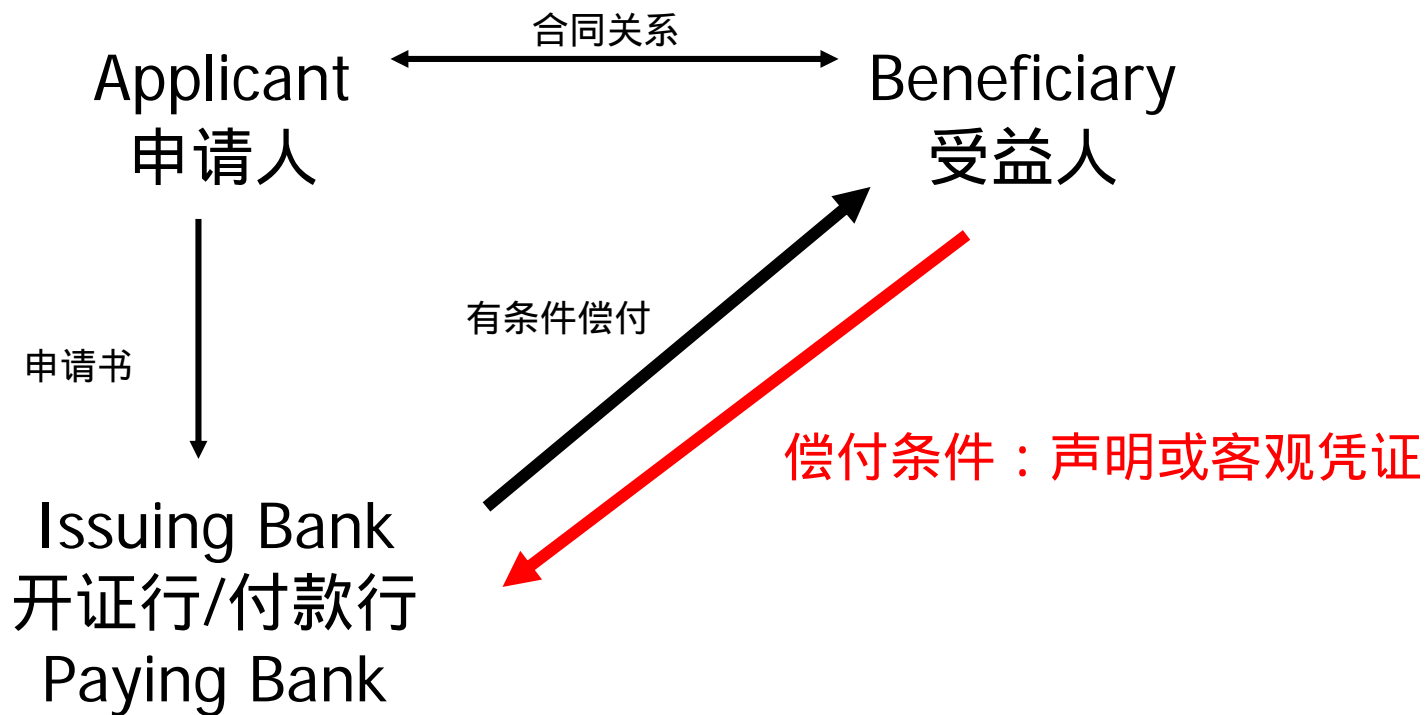 合同关系
Applicant
申请人
Beneficiary
受益人
有条件偿付
申请书
偿付条件：声明或客观凭证
Issuing Bank
开证行/付款行
Paying Bank